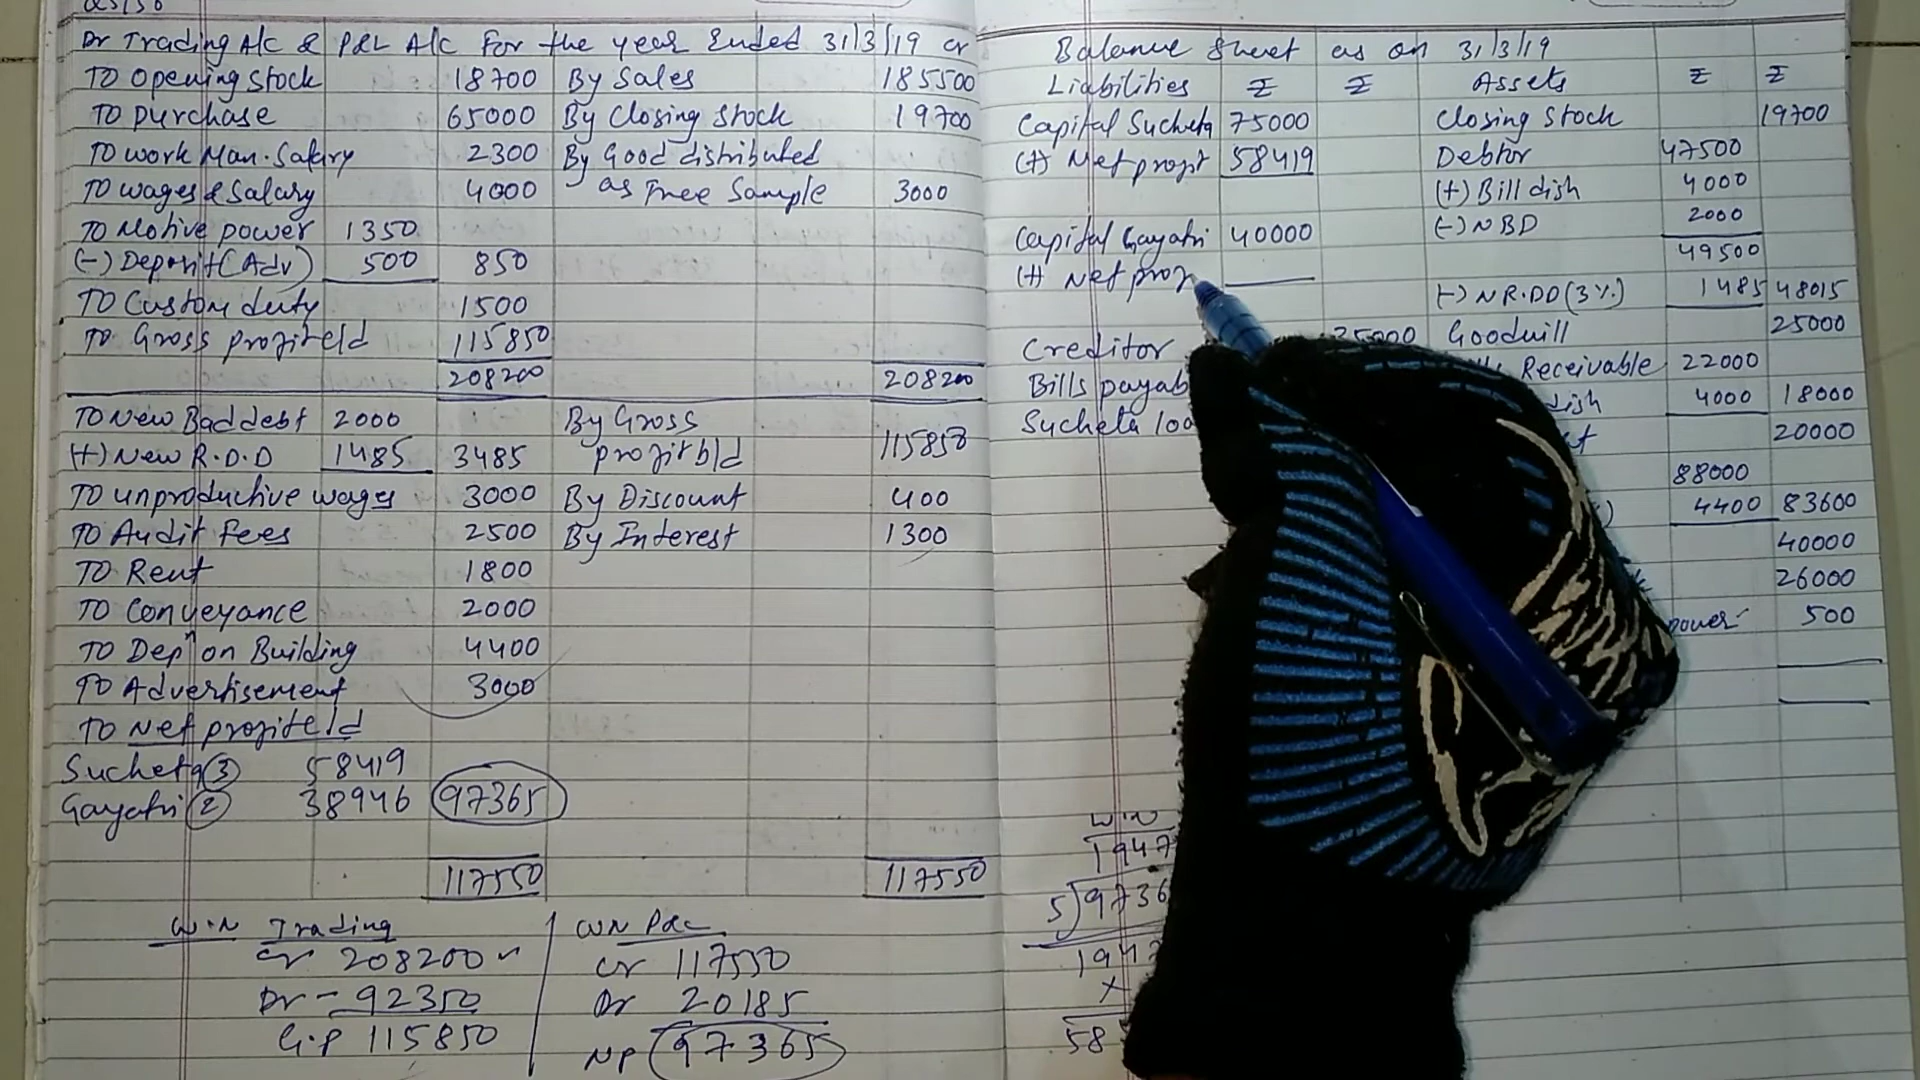 Dr Trading A/c & P&L A/c For the year Ended 31/3/19 cr
TO Opening Stock 18700 By Sales 185500
TO purchase 65000 By Closing Stock 19700
TO work Man. Salary 2300 By Good distributed
TO wages & Salary 4000 as Free Sample 3000
TO Motive power 1350
(-) Deposit (Adv) 500 850
TO Custom duty 1500
TO Gross profit c/d 115850
208200 208200
TO New Bad debt 2000 By Gross
(+) New R.D.D 1485 3485 profit b/d 115850
TO unproductive wages 3000 By Discount 400
TO Audit Fees 2500 By Interest 1300
TO Rent 1800
TO Conveyance 2000
TO Depn on Building 4400
TO Advertisement 3000
TO Net profit c/d
Sucheta (3) 58419
Gayatri (2) 38946 97365
117550 117550
W.N Trading
Cr 208200
Dr - 92350
G.P 115850
WN P&L
Cr 117550
Dr 20185
NP 97365
Balance Sheet as on 31/3/19
Liabilities ₹ ₹ Assets ₹ ₹
Capital Sucheta 75000 Closing Stock 19700
(+) Net profit 58419 Debtor 47500
(+) Bill dish 4000
Capital Gayatri 40000 (-) NBD 2000
49500
(+) Net prof
(-) N R.DD (3%) 1485 48015
Creditor 25000 Goodwill 25000
Bills payab Receivable 22000
dish 4000 18000
Sucheta loa
20000
88000
4400 83600
40000
26000
power 500
W.N
1947
5)9736
1947
X
58